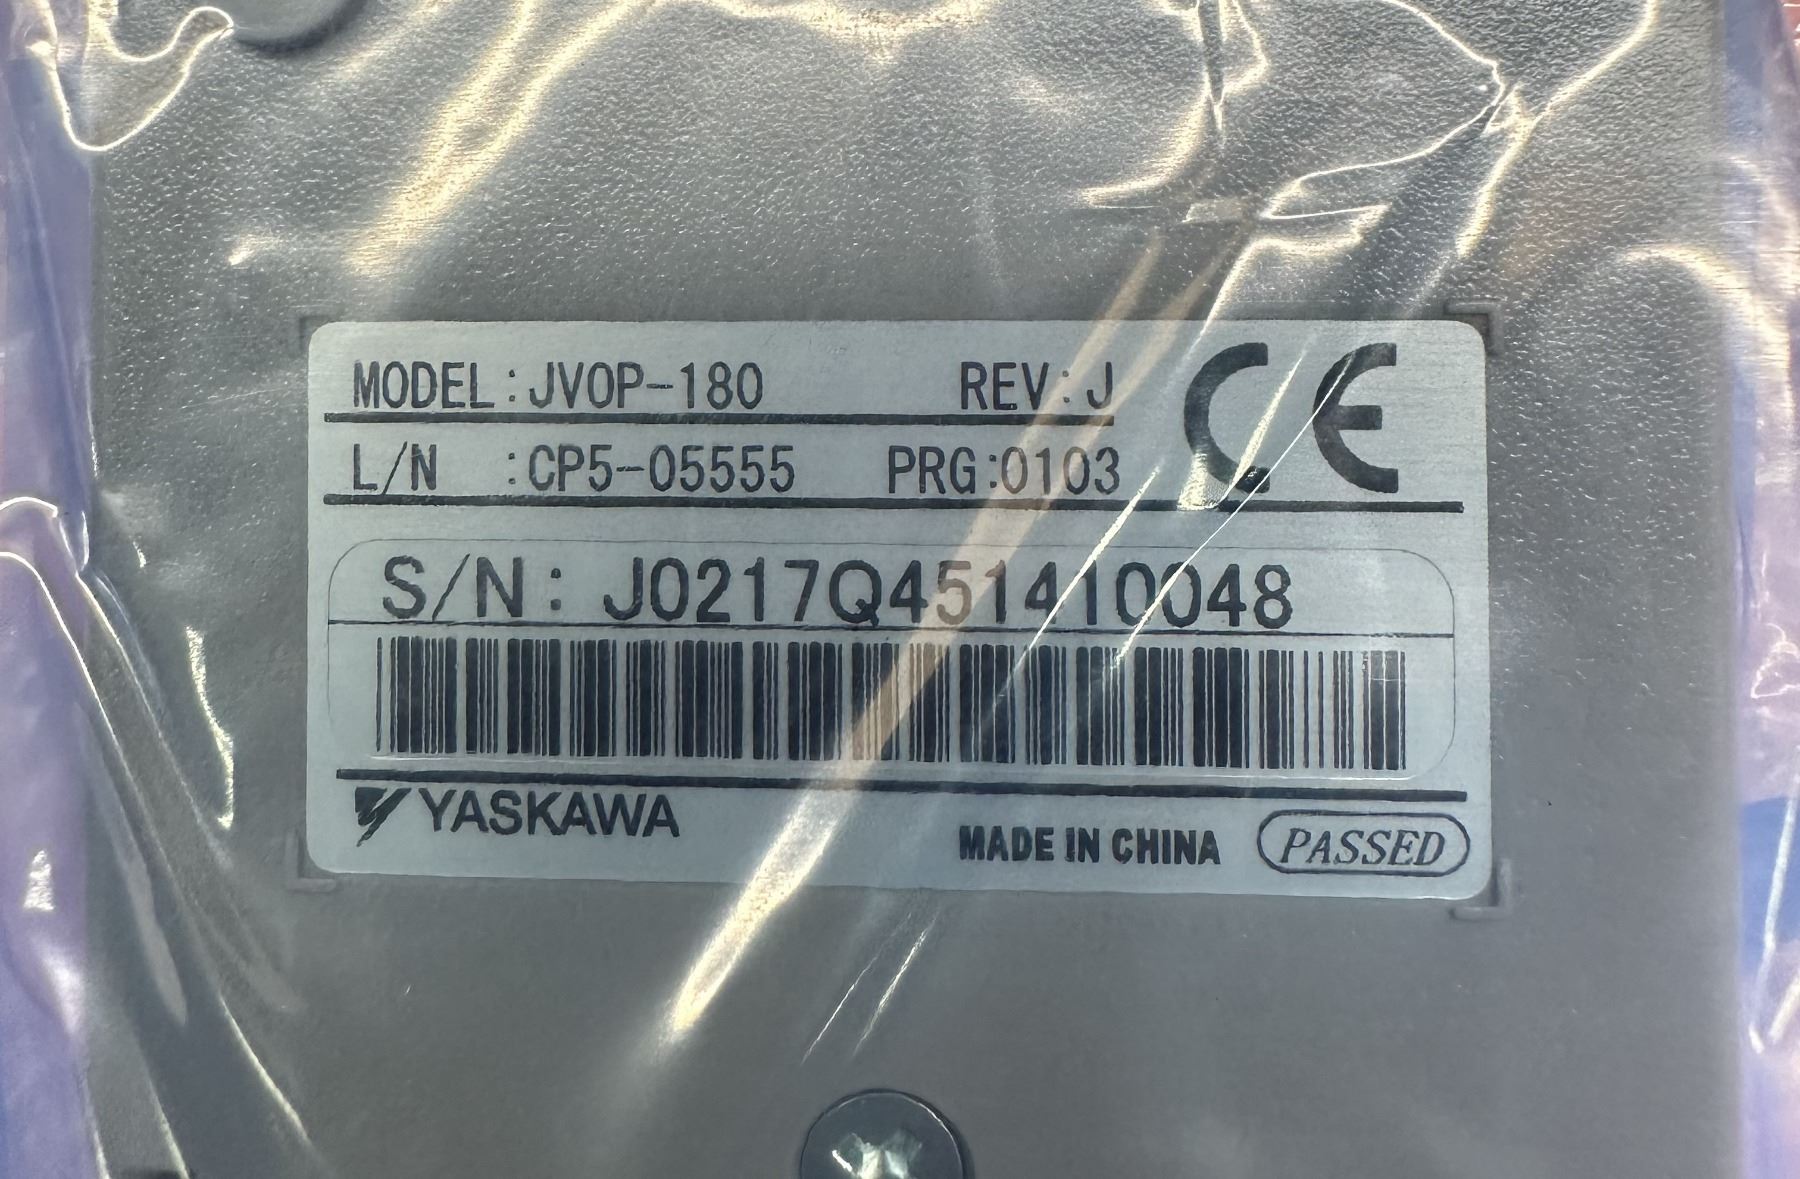 MODEL:JVOP-180 REV:J
L/N :CP5-05555 PRG:0103
CE
S/N: J0217Q451410048
YASKAWA
MADE IN CHINA PASSED